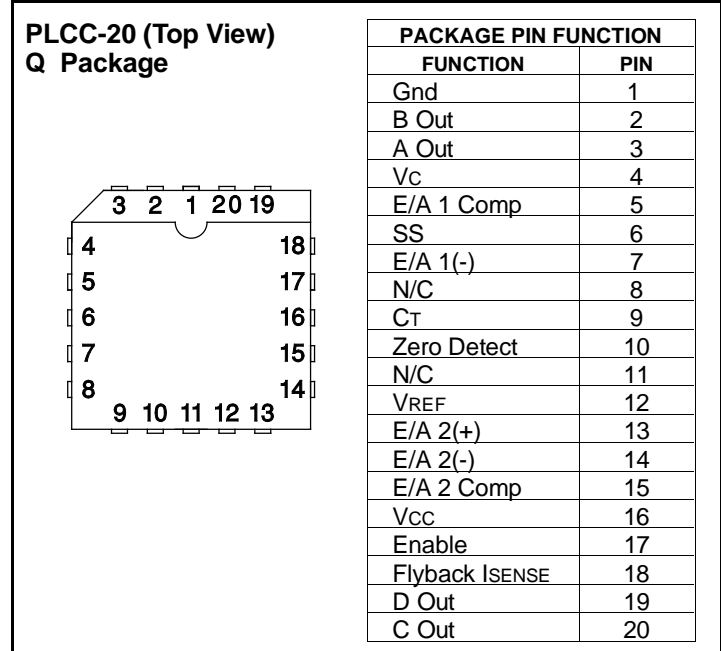 PLCC-20 (Top View)
Q Package
3 2 1 20 19
4 18
5 17
6 16
7 15
8 14
9 10 11 12 13
PACKAGE PIN FUNCTION
FUNCTION PIN
Gnd 1
B Out 2
A Out 3
VC 4
E/A 1 Comp 5
SS 6
E/A 1(-) 7
N/C 8
CT 9
Zero Detect 10
N/C 11
VREF 12
E/A 2(+) 13
E/A 2(-) 14
E/A 2 Comp 15
VCC 16
Enable 17
Flyback ISENSE 18
D Out 19
C Out 20